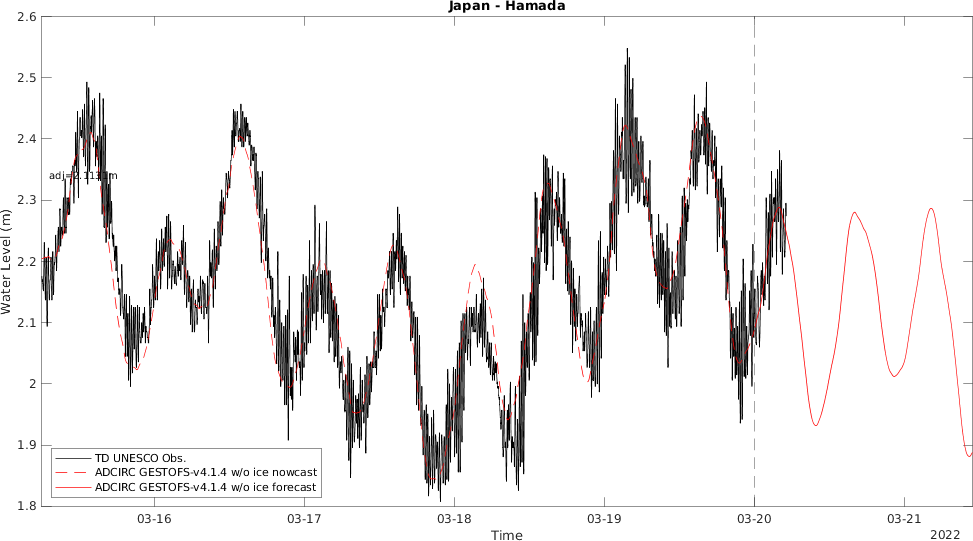 Japan - Hamada
2.6
2.5
2.4
2.3
2.2
2.1
2
1.9
1.8
Water Level (m)
TD UNESCO Obs.
ADCIRC GESTOFS-v4.1.4 w/o ice nowcast
ADCIRC GESTOFS-v4.1.4 w/o ice forecast
03-16
03-17
03-18
03-19
03-20
03-21
Time
2022